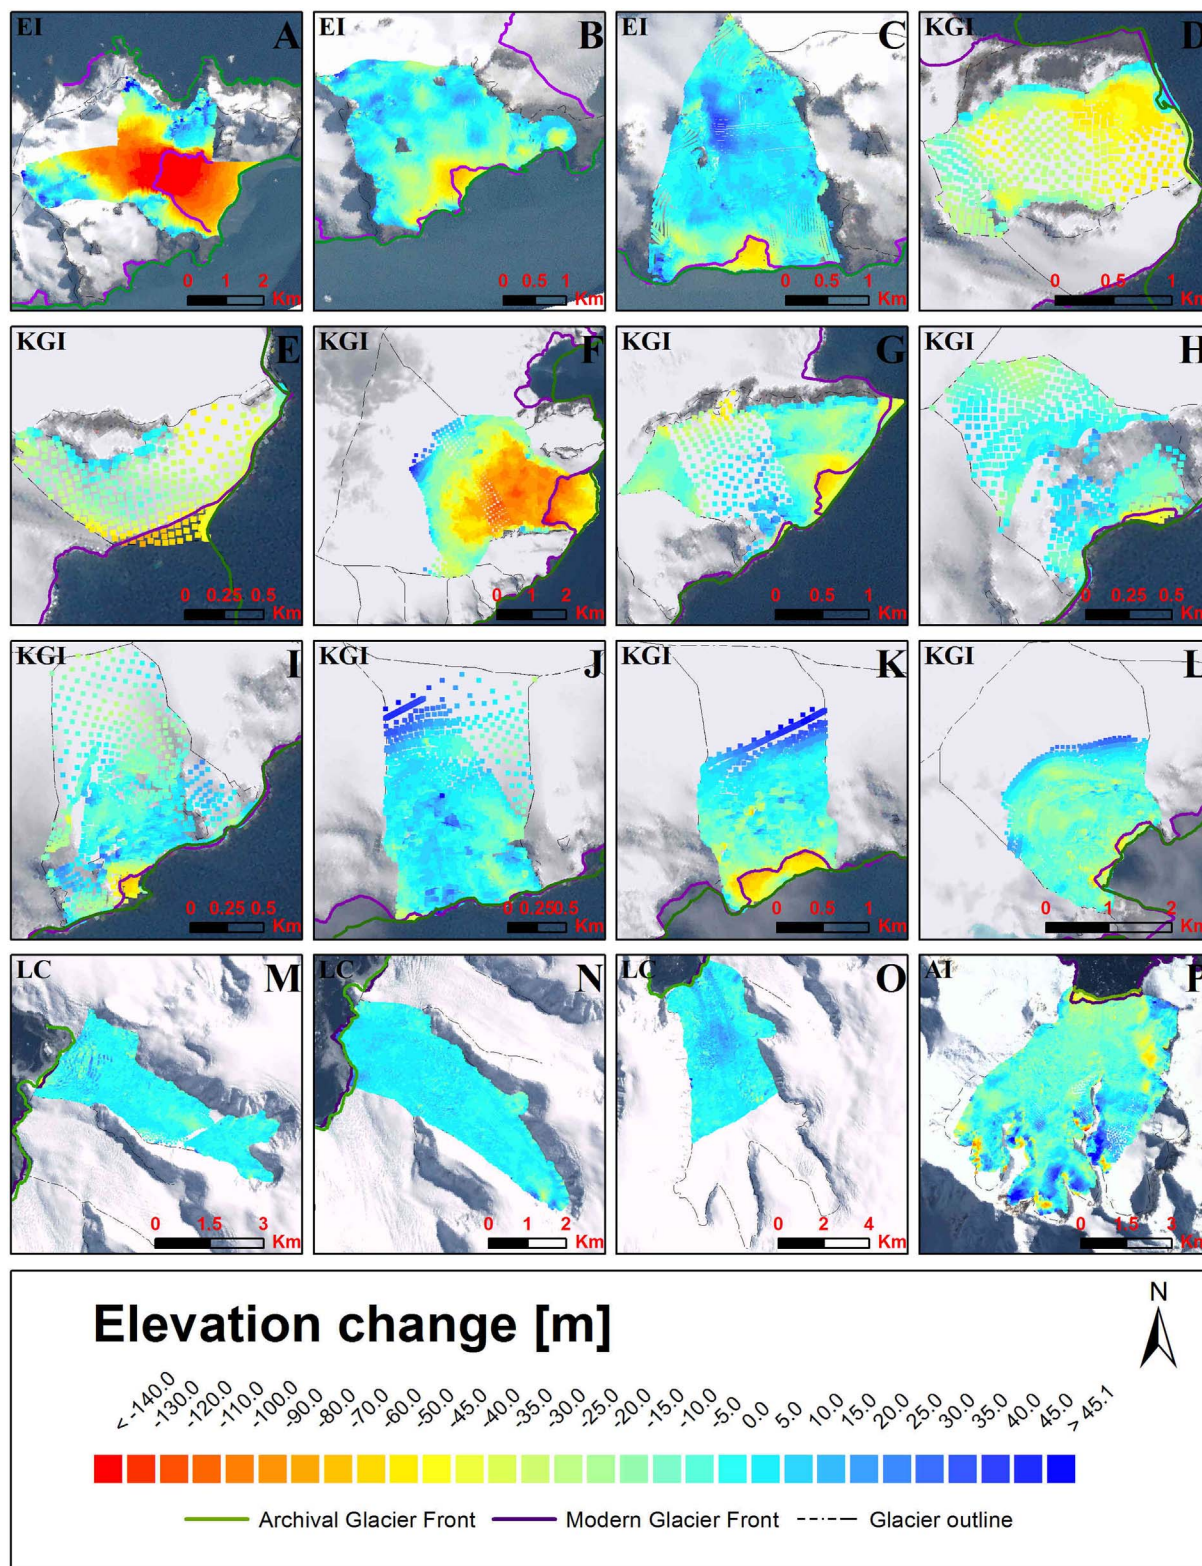 EI A EI B EI C KGI D
0 1 2 Km 0 0.5 1 Km 0 0.5 1 Km 0 0.5 1 Km
KGI E KGI F KGI G KGI H
0 0.25 0.5 Km 0 1 2 Km 0 0.5 1 Km 0 0.25 0.5 Km
KGI I KGI J KGI K KGI L
0 0.25 0.5 Km 0 0.25 0.5 Km 0 0.5 1 Km 0 1 2 Km
LC M LC N LC O AI P
0 1.5 3 Km 0 1 2 Km 0 2 4 Km 0 1.5 3 Km
Elevation change [m]
N
< -140.0 -130.0 -120.0 -110.0 -100.0 -90.0 -80.0 -70.0 -60.0 -50.0 -45.0 -40.0 -35.0 -30.0 -25.0 -20.0 -15.0 -10.0 -5.0 0.0 5.0 10.0 15.0 20.0 25.0 30.0 35.0 40.0 45.0 > 45.1
Archival Glacier Front Modern Glacier Front Glacier outline